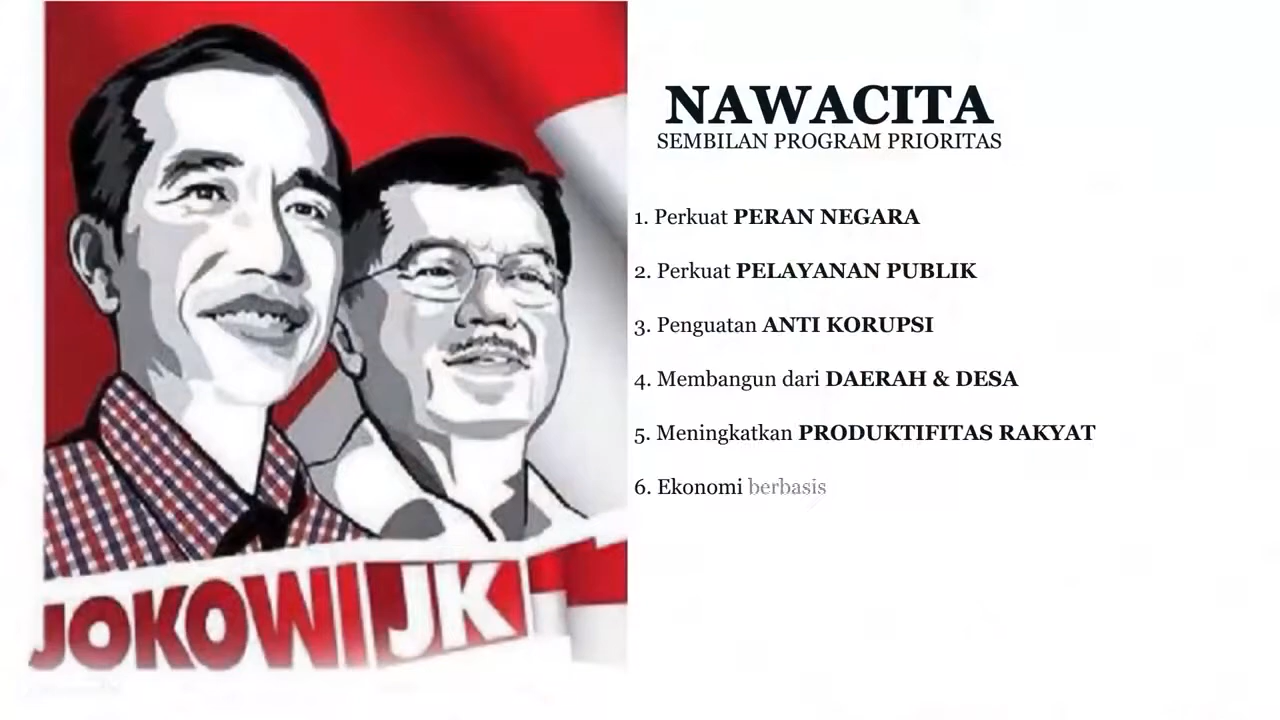 NAWACITA
SEMBILAN PROGRAM PRIORITAS
1. Perkuat PERAN NEGARA
2. Perkuat PELAYANAN PUBLIK
3. Penguatan ANTI KORUPSI
4. Membangun dari DAERAH & DESA
5. Meningkatkan PRODUKTIFITAS RAKYAT
6. Ekonomi berbasis
JOKOWI JK